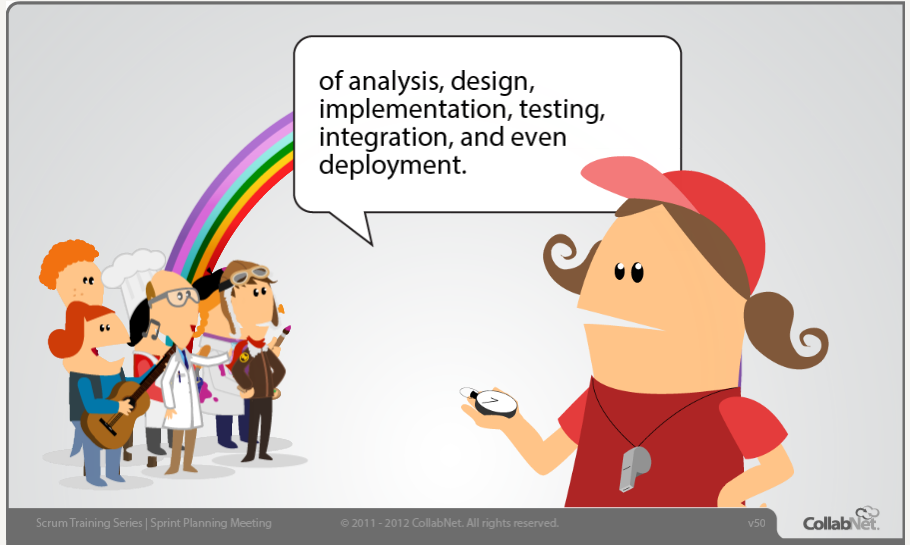 of analysis, design,
implementation, testing,
integration, and even
deployment.
Scrum Training Series | Sprint Planning Meeting
© 2011 - 2012 CollabNet. All rights reserved.
v50
CollabNet.